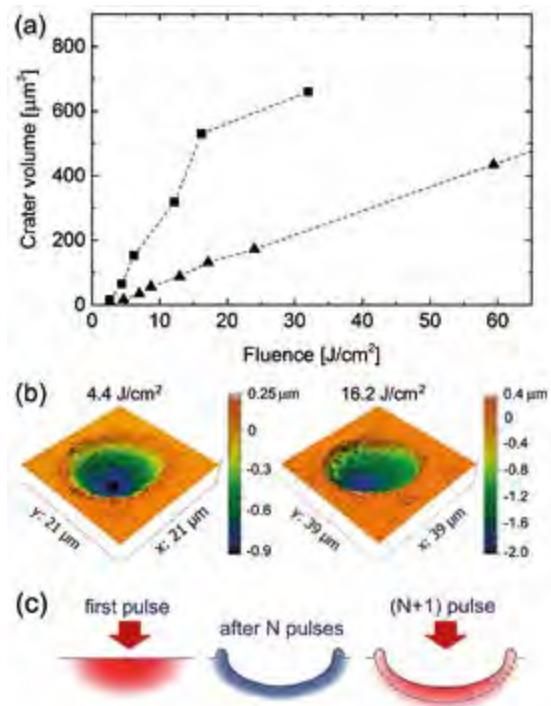 (a)
Crater volume [μm³]
800
600
400
200
0
0 10 20 30 40 50 60
Fluence [J/cm²]
(b)
4.4 J/cm²
16.2 J/cm²
0.25 μm
0
-0.3
-0.6
-0.9
y: 21 μm
x: 21 μm
0.4 μm
0
-0.4
-0.8
-1.2
-1.6
-2.0
y: 39 μm
x: 39 μm
(c)
first pulse
after N pulses
(N+1) pulse